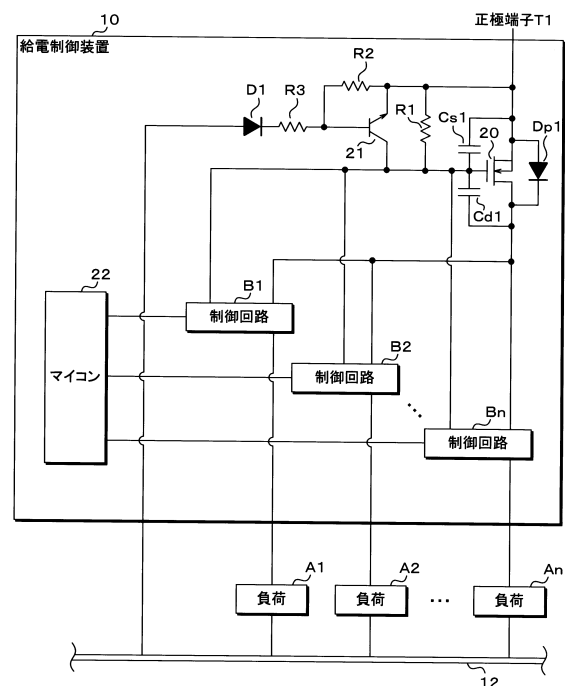 10
正極端子T1
給電制御装置
R2
D1
R3
R1
Cs1
20
Dp1
21
Cd1
22
B1
制御回路
マイコン
B2
制御回路
Bn
制御回路
A1
負荷
A2
負荷
...
An
負荷
12